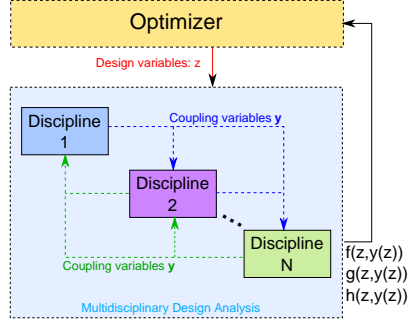 Optimizer
Design variables: z
Discipline
1
Coupling variables y
Discipline
2
Discipline
N
Coupling variables y
f(z,y(z))
g(z,y(z))
h(z,y(z))
Multidisciplinary Design Analysis